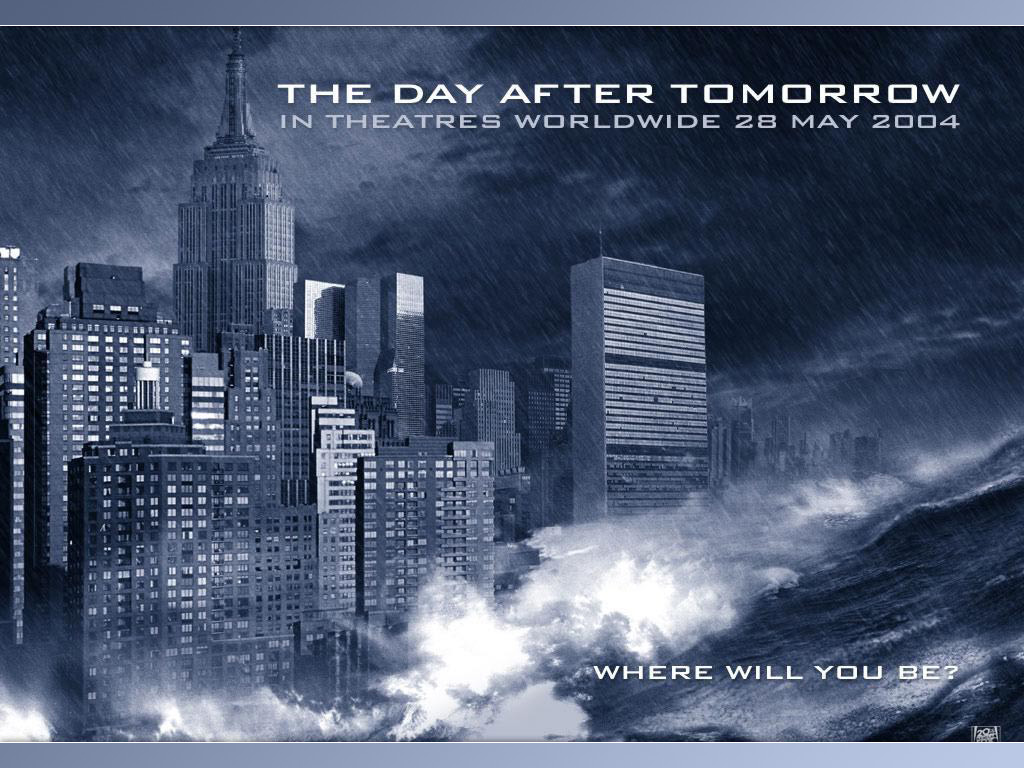 THE DAY AFTER TOMORROW
IN THEATRES WORLDWIDE 28 MAY 2004
WHERE WILL YOU BE?